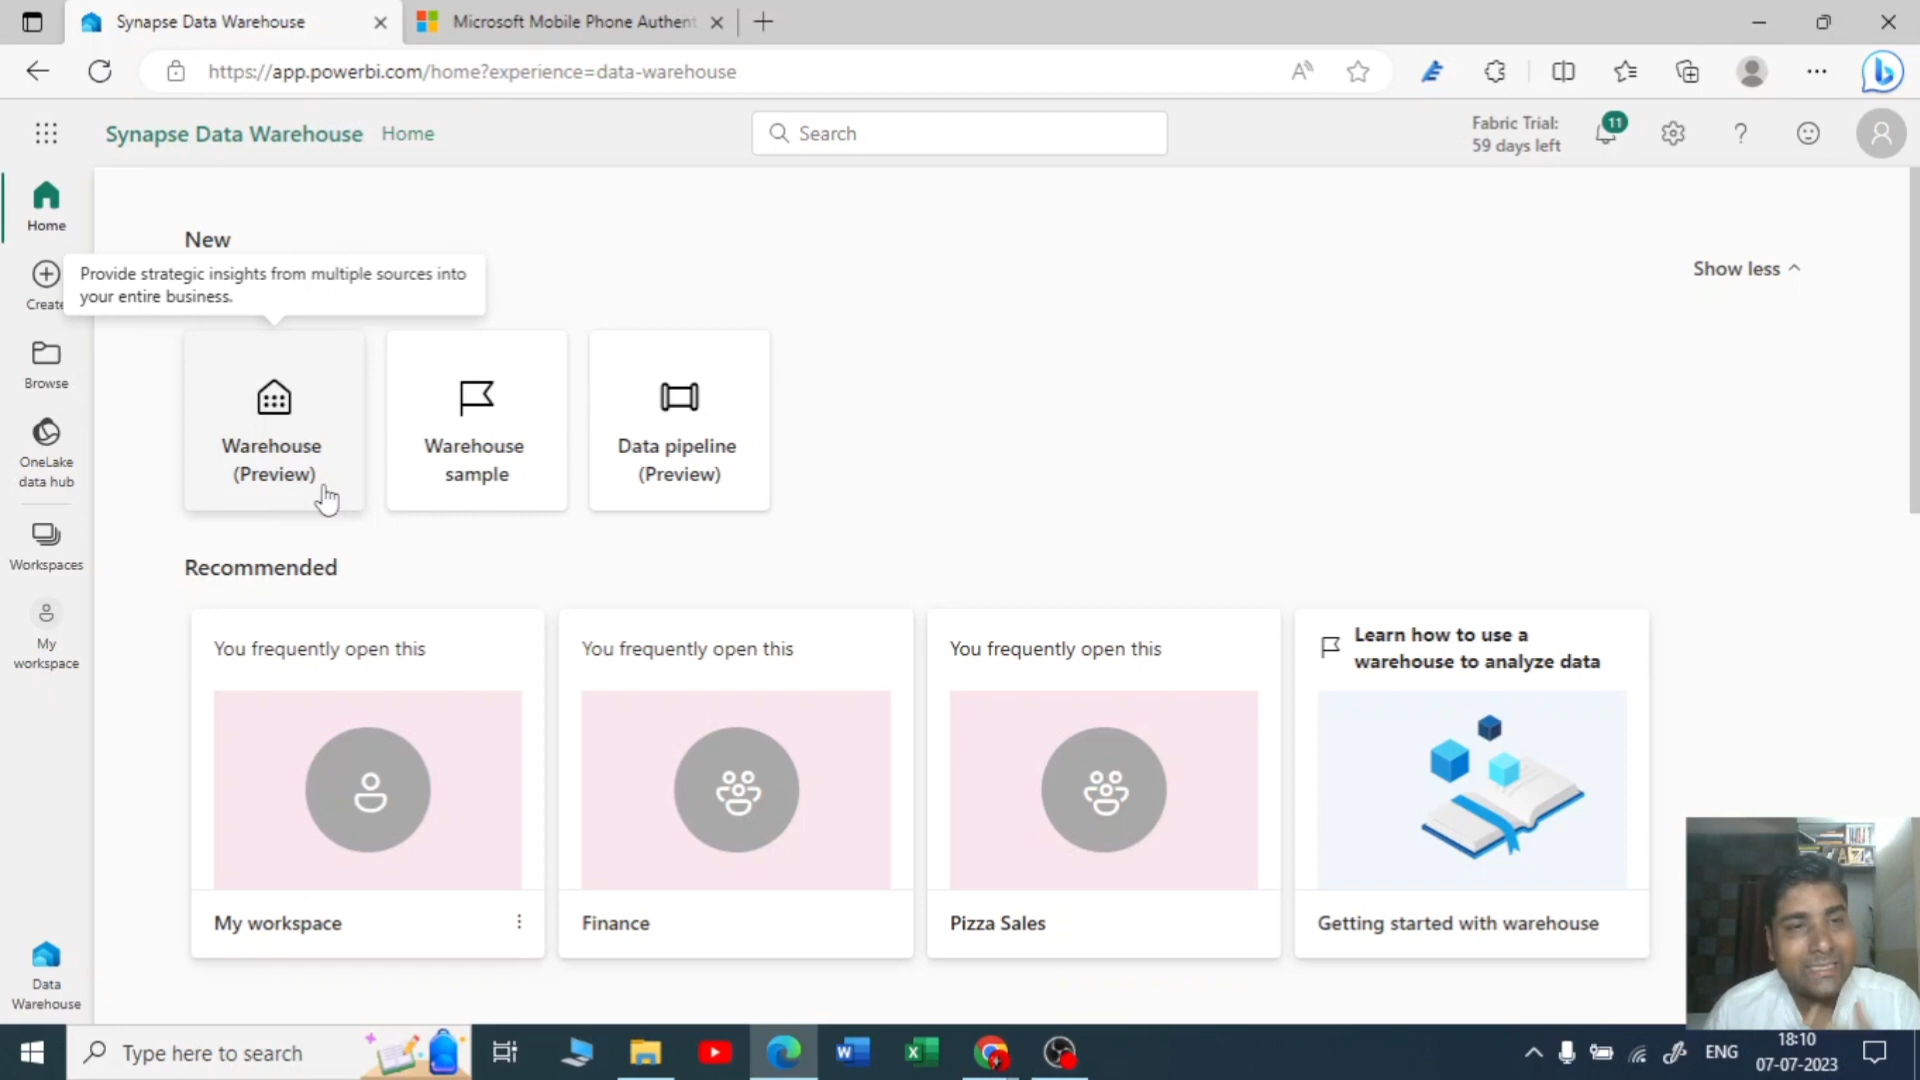 Synapse Data Warehouse
Microsoft Mobile Phone Authent
https://app.powerbi.com/home?experience=data-warehouse
Synapse Data Warehouse Home
Search
Fabric Trial:
59 days left
11
Home
Create
Browse
OneLake
data hub
Workspaces
My
workspace
Data
Warehouse
New
Show less
Provide strategic insights from multiple sources into
your entire business.
Warehouse
(Preview)
Warehouse
sample
Data pipeline
(Preview)
Recommended
You frequently open this
My workspace
You frequently open this
Finance
You frequently open this
Pizza Sales
Learn how to use a
warehouse to analyze data
Getting started with warehouse
Type here to search
ENG
18:10
07-07-2023